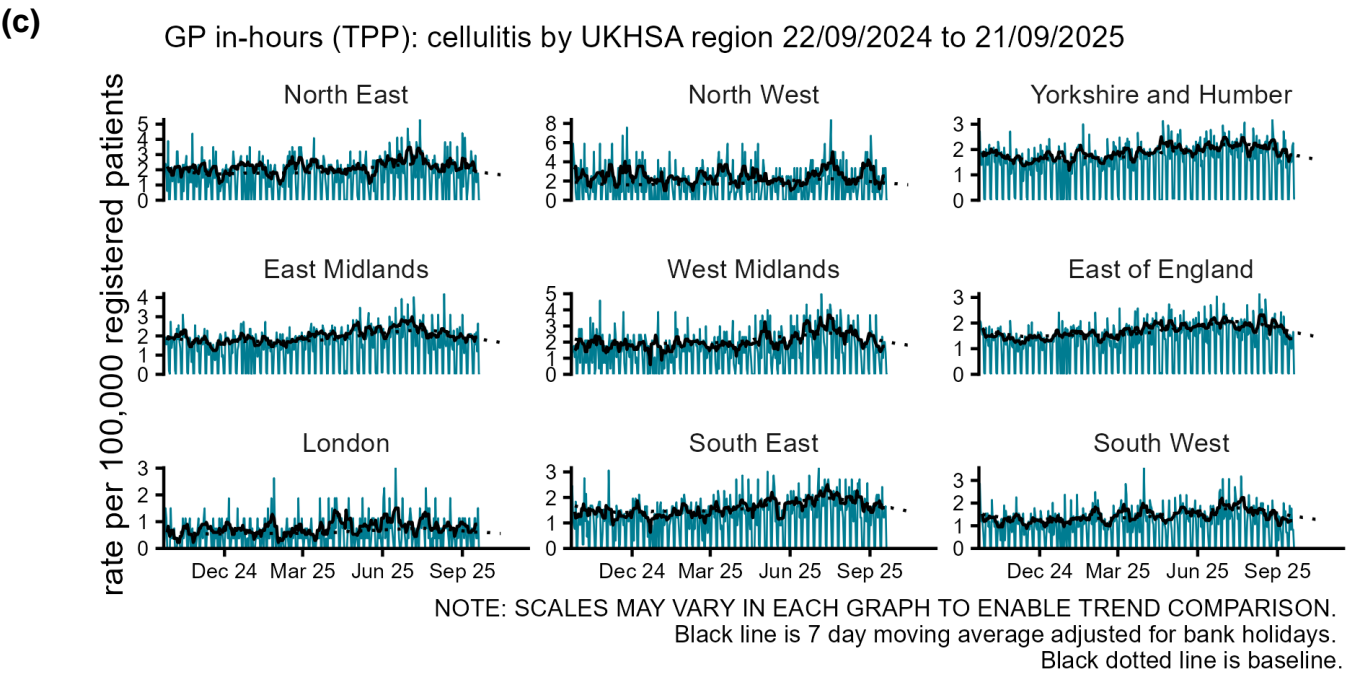 (c)
GP in-hours (TPP): cellulitis by UKHSA region 22/09/2024 to 21/09/2025
rate per 100,000 registered patients
North East
5
4
3
2
1
0
North West
8
6
4
2
0
Yorkshire and Humber
3
2
1
0
East Midlands
4
3
2
1
0
West Midlands
5
4
3
2
1
0
East of England
3
2
1
0
London
3
2
1
0
South East
3
2
1
0
South West
3
2
1
0
Dec 24 Mar 25 Jun 25 Sep 25
Dec 24 Mar 25 Jun 25 Sep 25
Dec 24 Mar 25 Jun 25 Sep 25
NOTE: SCALES MAY VARY IN EACH GRAPH TO ENABLE TREND COMPARISON.
Black line is 7 day moving average adjusted for bank holidays.
Black dotted line is baseline.